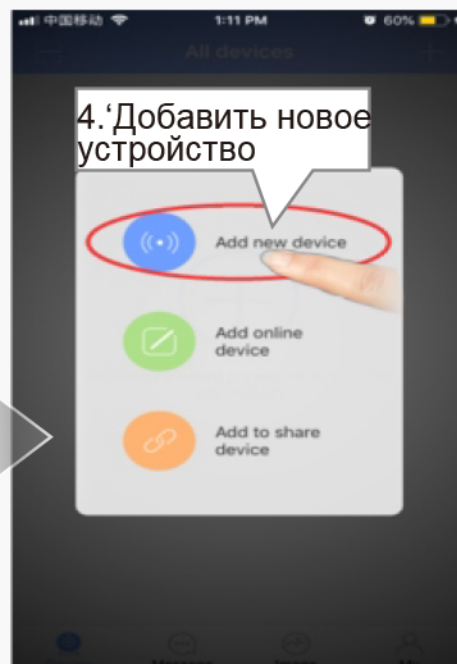 中国移动
1:11 PM
60%
All devices
4.‘Добавить новое
устройство
Add new device
Add online
device
Add to share
device